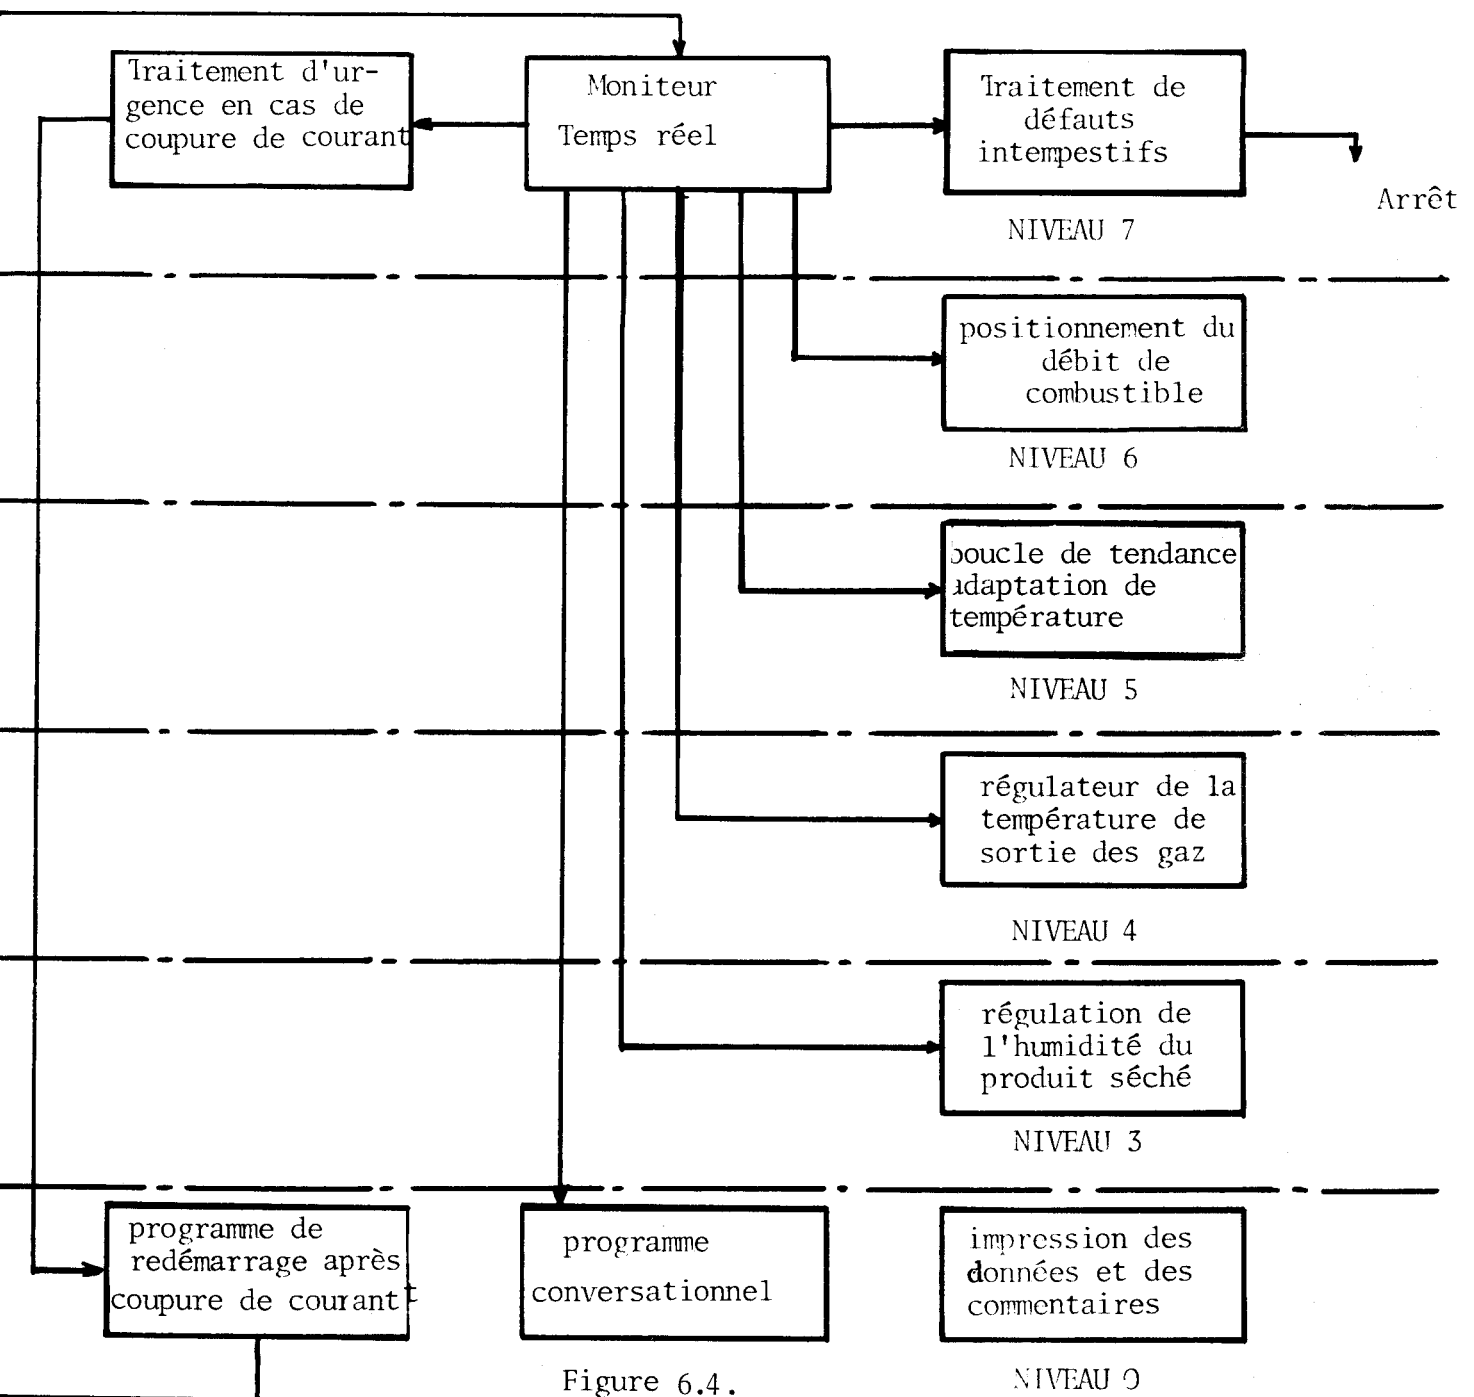 Traitement d'ur-
gence en cas de
coupure de courant
Moniteur
Temps réel
Traitement de
défauts
intempestifs
Arrêt
NIVEAU 7
positionnement du
débit de
combustible
NIVEAU 6
boucle de tendance
adaptation de
température
NIVEAU 5
régulateur de la
température de
sortie des gaz
NIVEAU 4
régulation de
l'humidité du
produit séché
NIVEAU 3
programme de
redémarrage après
coupure de courant
programme
conversationnel
impression des
données et des
commentaires
Figure 6.4.
NIVEAU 0